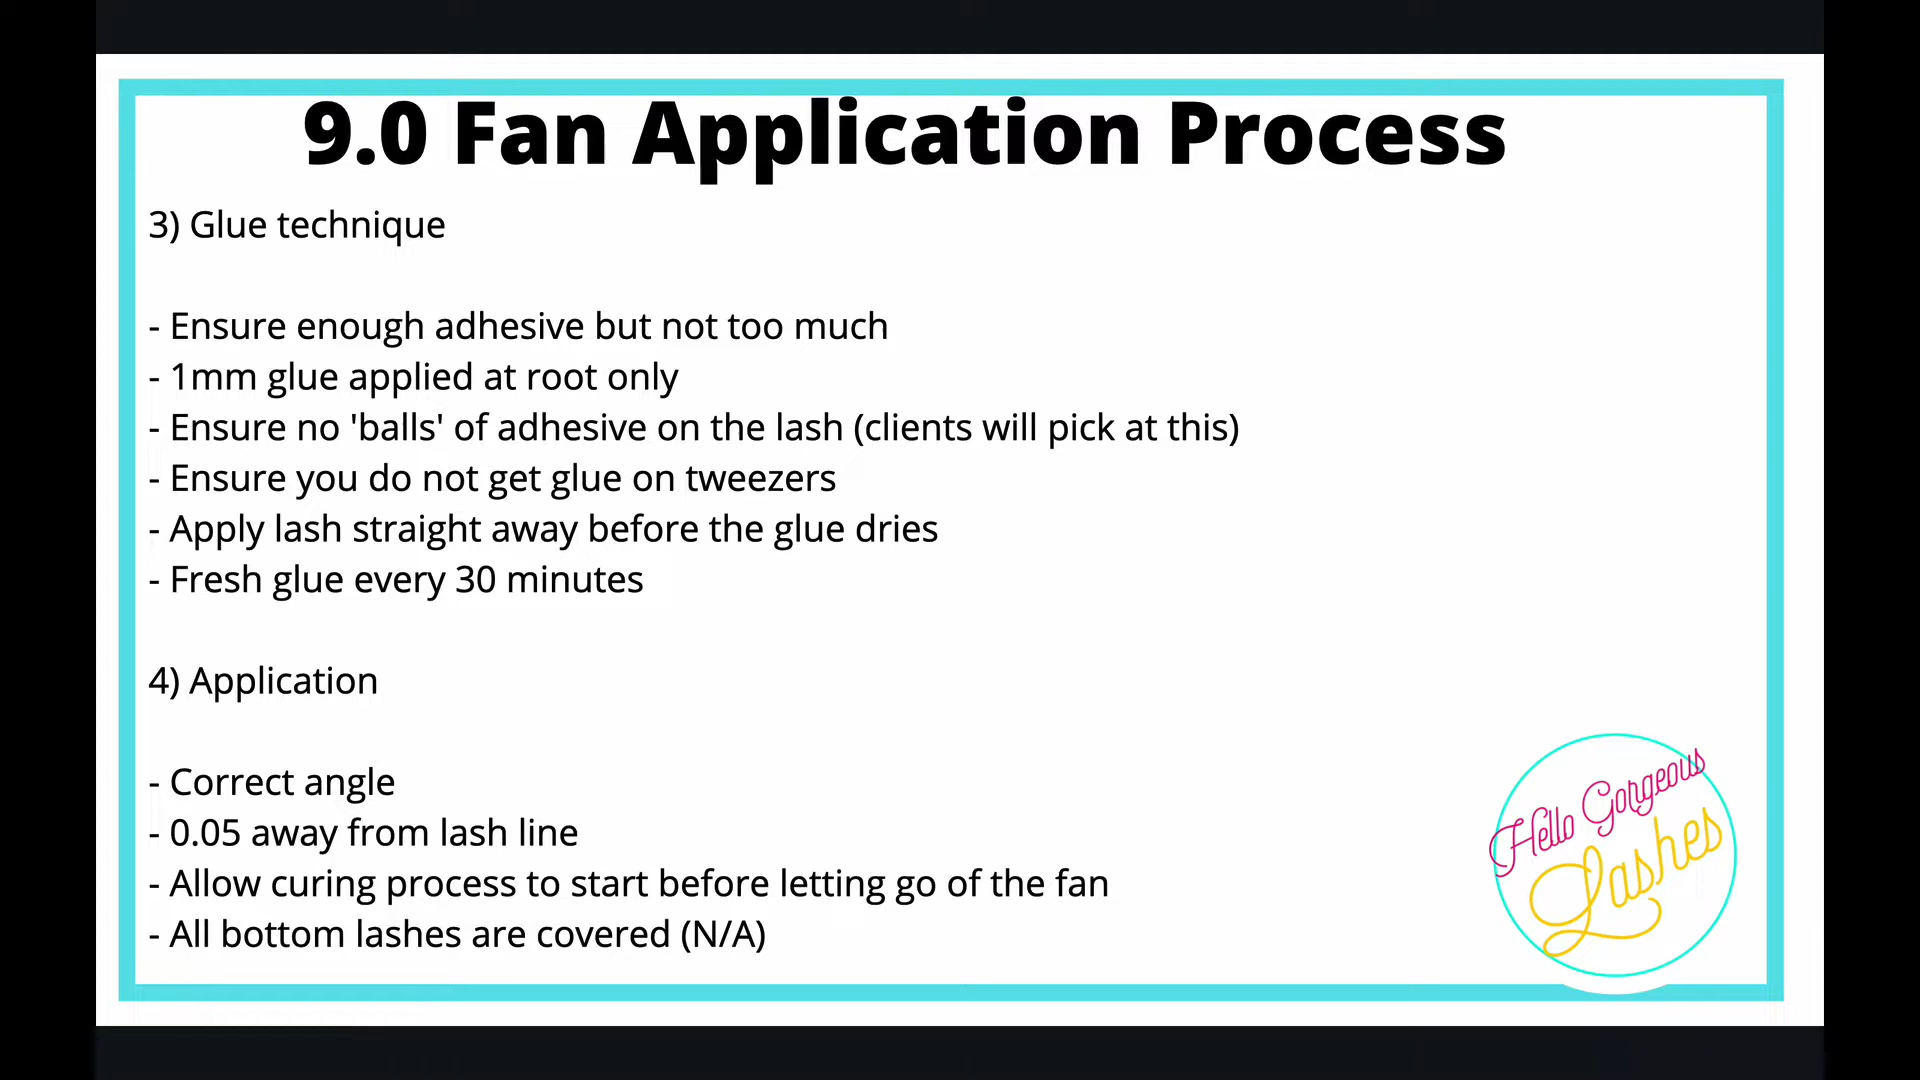 9.0 Fan Application Process
3) Glue technique
- Ensure enough adhesive but not too much
- 1mm glue applied at root only
- Ensure no 'balls' of adhesive on the lash (clients will pick at this)
- Ensure you do not get glue on tweezers
- Apply lash straight away before the glue dries
- Fresh glue every 30 minutes
4) Application
- Correct angle
- 0.05 away from lash line
- Allow curing process to start before letting go of the fan
- All bottom lashes are covered (N/A)
Hello Gorgeous
Lashes